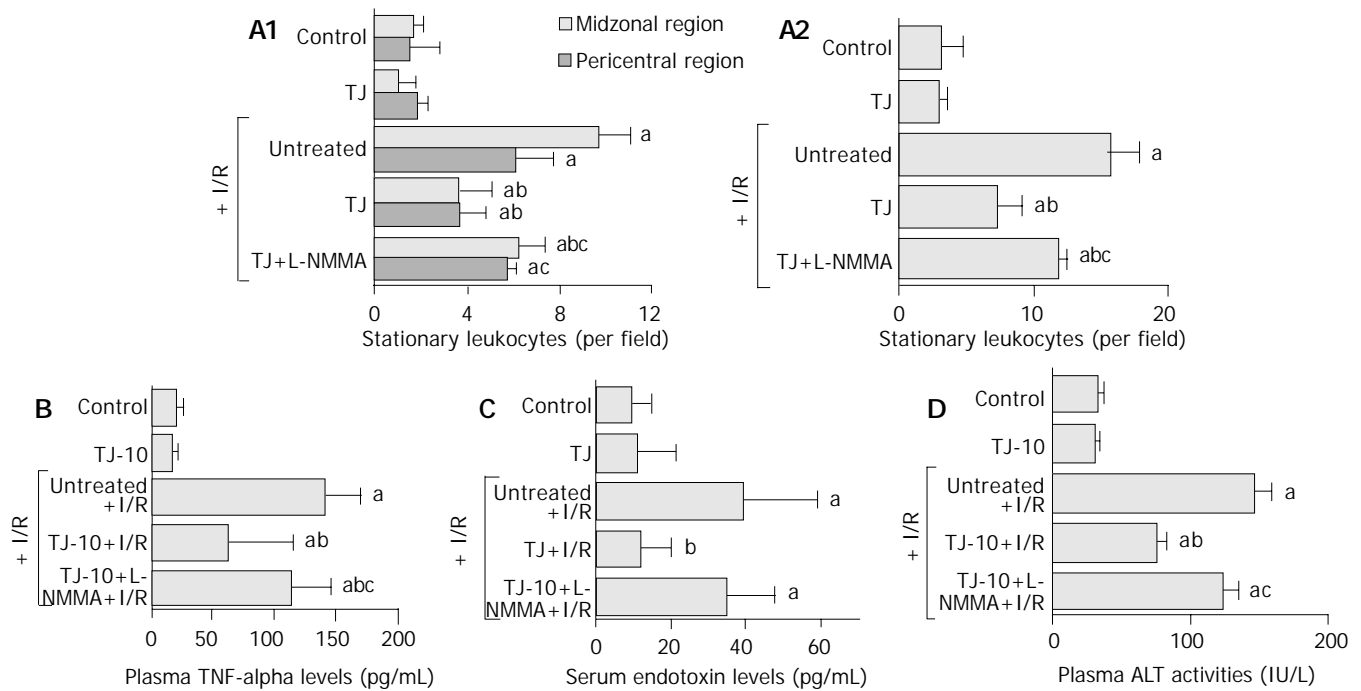 A1
Midzonal region
Pericentral region
Control
TJ
+ I/R
Untreated
a
a
TJ
ab
ab
TJ+L-NMMA
abc
ac
0 4 8 12
Stationary leukocytes (per field)
A2
Control
TJ
+ I/R
Untreated
a
TJ
ab
TJ+L-NMMA
abc
0 10 20
Stationary leukocytes (per field)
B
Control
TJ-10
+ I/R
Untreated
+I/R
a
TJ-10+I/R
ab
TJ-10+L-
NMMA+I/R
abc
0 50 100 150 200
Plasma TNF-alpha levels (pg/mL)
C
Control
TJ
+ I/R
Untreated
+I/R
a
TJ+I/R
b
TJ-10+L-
NMMA+I/R
a
0 20 40 60
Serum endotoxin levels (pg/mL)
D
Control
TJ-10
+ I/R
Untreated
+I/R
a
TJ-10+I/R
ab
TJ-10+L-
NMMA+I/R
ac
0 100 200
Plasma ALT activities (IU/L)